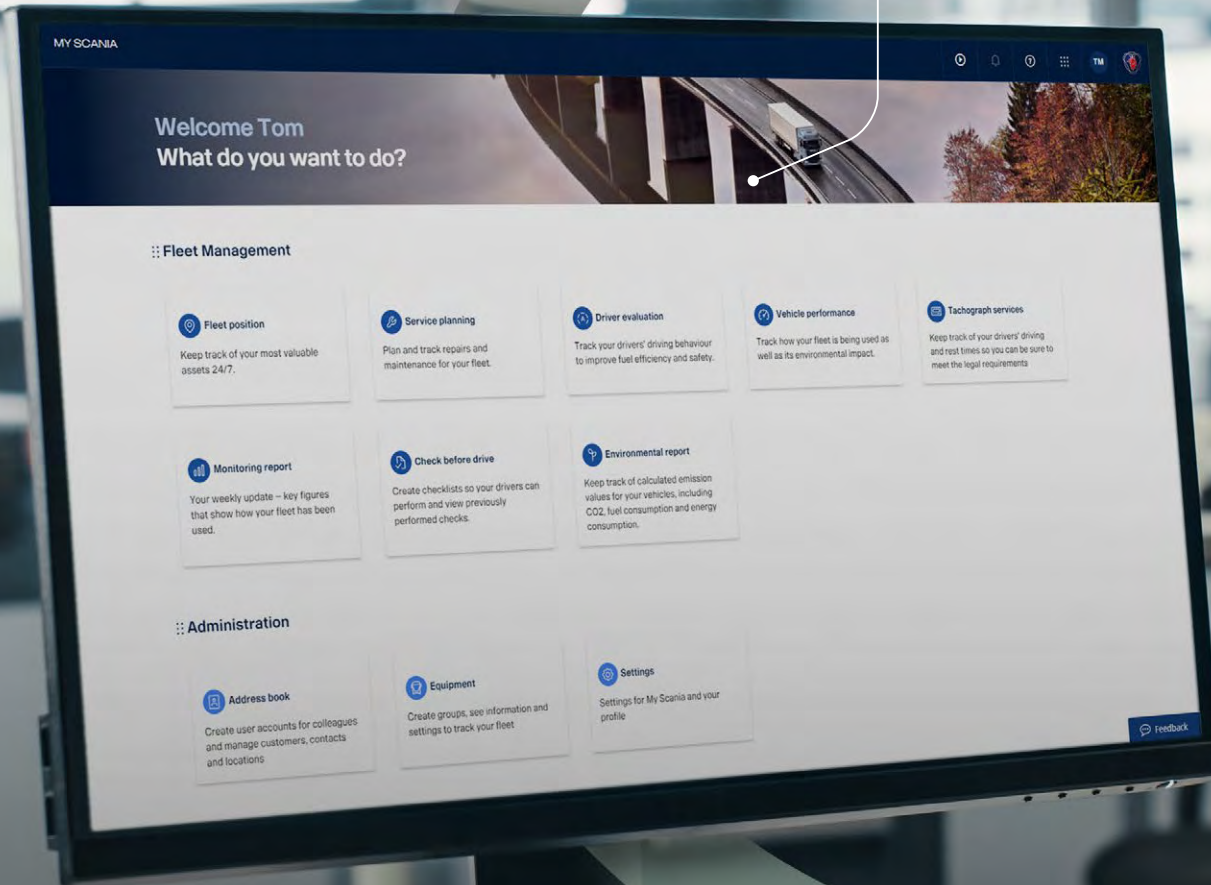 MY SCANIA
TM
Welcome Tom
What do you want to do?
Fleet Management
Fleet position
Keep track of your most valuable
assets 24/7.
Service planning
Plan and track repairs and
maintenance for your fleet.
Driver evaluation
Track your drivers' driving behaviour
to improve fuel efficiency and safety.
Vehicle performance
Track how your fleet is being used as
well as its environmental impact.
Tachograph services
Keep track of your drivers' driving
and rest times so you can be sure to
meet the legal requirements
Monitoring report
Your weekly update – key figures
that show how your fleet has been
used.
Check before drive
Create checklists so your drivers can
perform and view previously
performed checks.
Environmental report
Keep track of calculated emission
values for your vehicles, including
CO2, fuel consumption and energy
consumption.
Administration
Address book
Create user accounts for colleagues
and manage customers, contacts
and locations
Equipment
Create groups, see information and
settings to track your fleet
Settings
Settings for My Scania and your
profile
Feedback